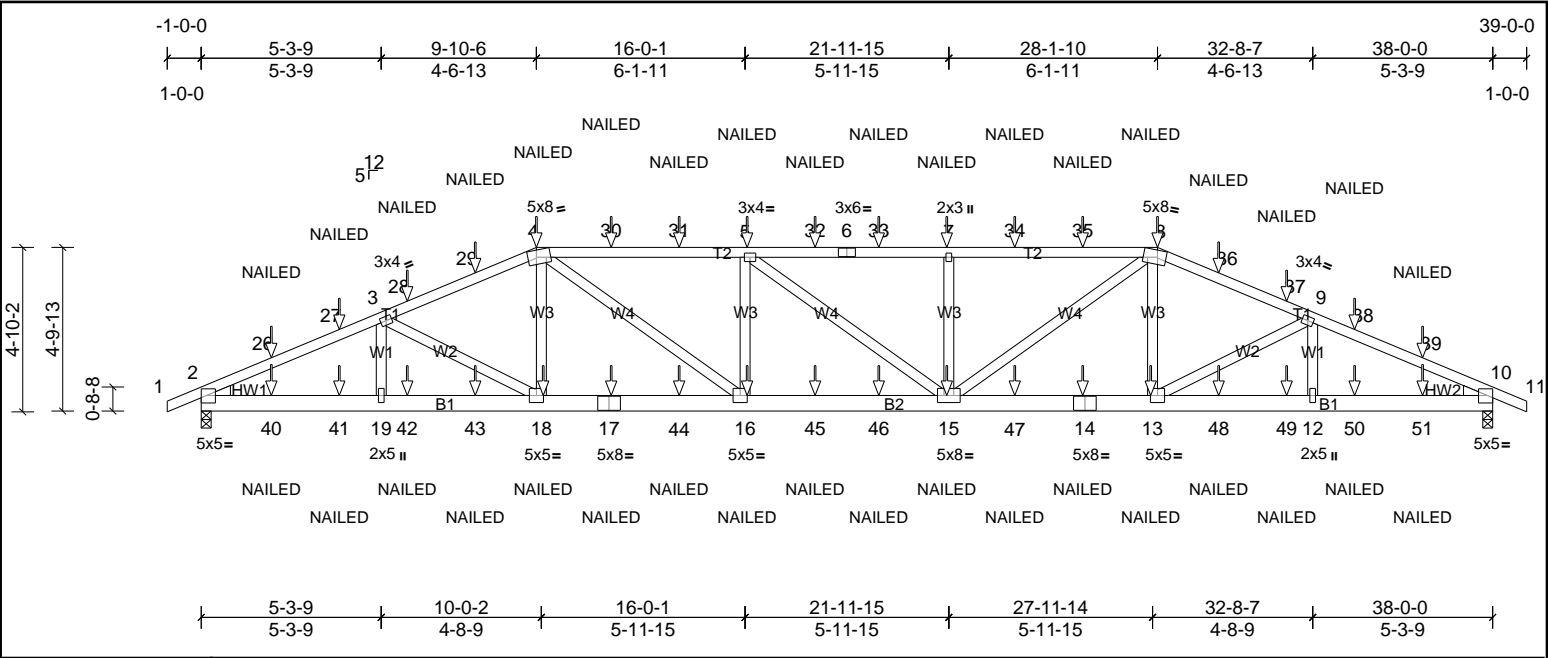 -1-0-0 39-0-0
5-3-9 9-10-6 16-0-1 21-11-15 28-1-10 32-8-7 38-0-0
5-3-9 4-6-13 6-1-11 5-11-15 6-1-11 4-6-13 5-3-9
1-0-0 1-0-0
NAILED
NAILED NAILED NAILED NAILED
NAILED
NAILED NAILED NAILED NAILED
12
5
NAILED NAILED
NAILED
NAILED NAILED
NAILED
5x8= 3x4= 3x6= 2x3 II 5x8=
4 30 31 5 32 6 33 7 34 35 8
NAILED
T2 T2
3x4= 29 36 3x4=
NAILED NAILED
28 37
3 9
27 T1 T1 38
W3 W4 W3 W4 W3 W4 W3
26 W1 W2 W2 W1 39
4-10-2 4-9-13 0-8-8
1 2 HW1 HW2 10 11
B1 B2 B1
40 41 19 42 43 18 17 44 16 45 46 15 47 14 13 48 49 12 50 51
5x5= 2x5 II 5x5= 5x8= 5x5= 5x8= 5x8= 5x5= 2x5 II 5x5=
NAILED NAILED NAILED NAILED NAILED NAILED NAILED NAILED NAILED
NAILED NAILED NAILED NAILED NAILED NAILED NAILED NAILED NAILED
5-3-9 10-0-2 16-0-1 21-11-15 27-11-14 32-8-7 38-0-0
5-3-9 4-8-9 5-11-15 5-11-15 5-11-15 4-8-9 5-3-9